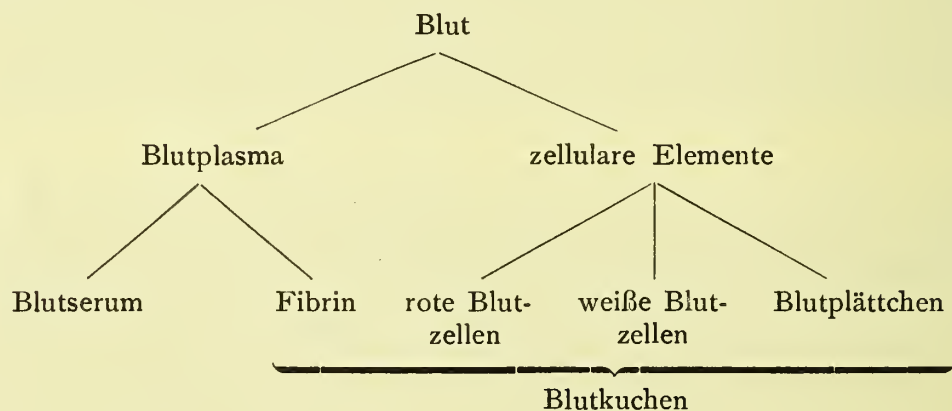 Blut
Blutplasma zellulare Elemente
Blutserum Fibrin rote Blut- weiße Blut- Blutplättchen
zellen zellen
Blutkuchen